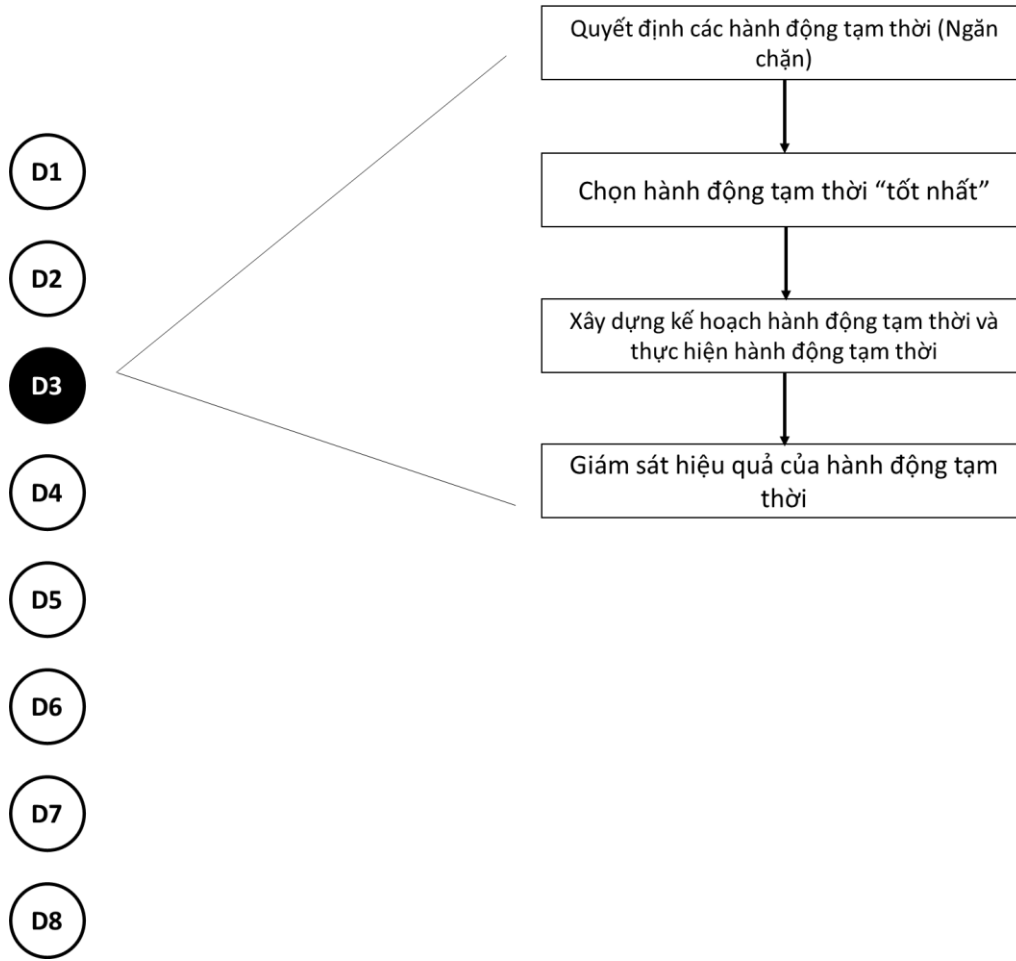 D1
D2
D3
D4
D5
D6
D7
D8
Quyết định các hành động tạm thời (Ngăn
chặn)
Chọn hành động tạm thời “tốt nhất”
Xây dựng kế hoạch hành động tạm thời và
thực hiện hành động tạm thời
Giám sát hiệu quả của hành động tạm
thời